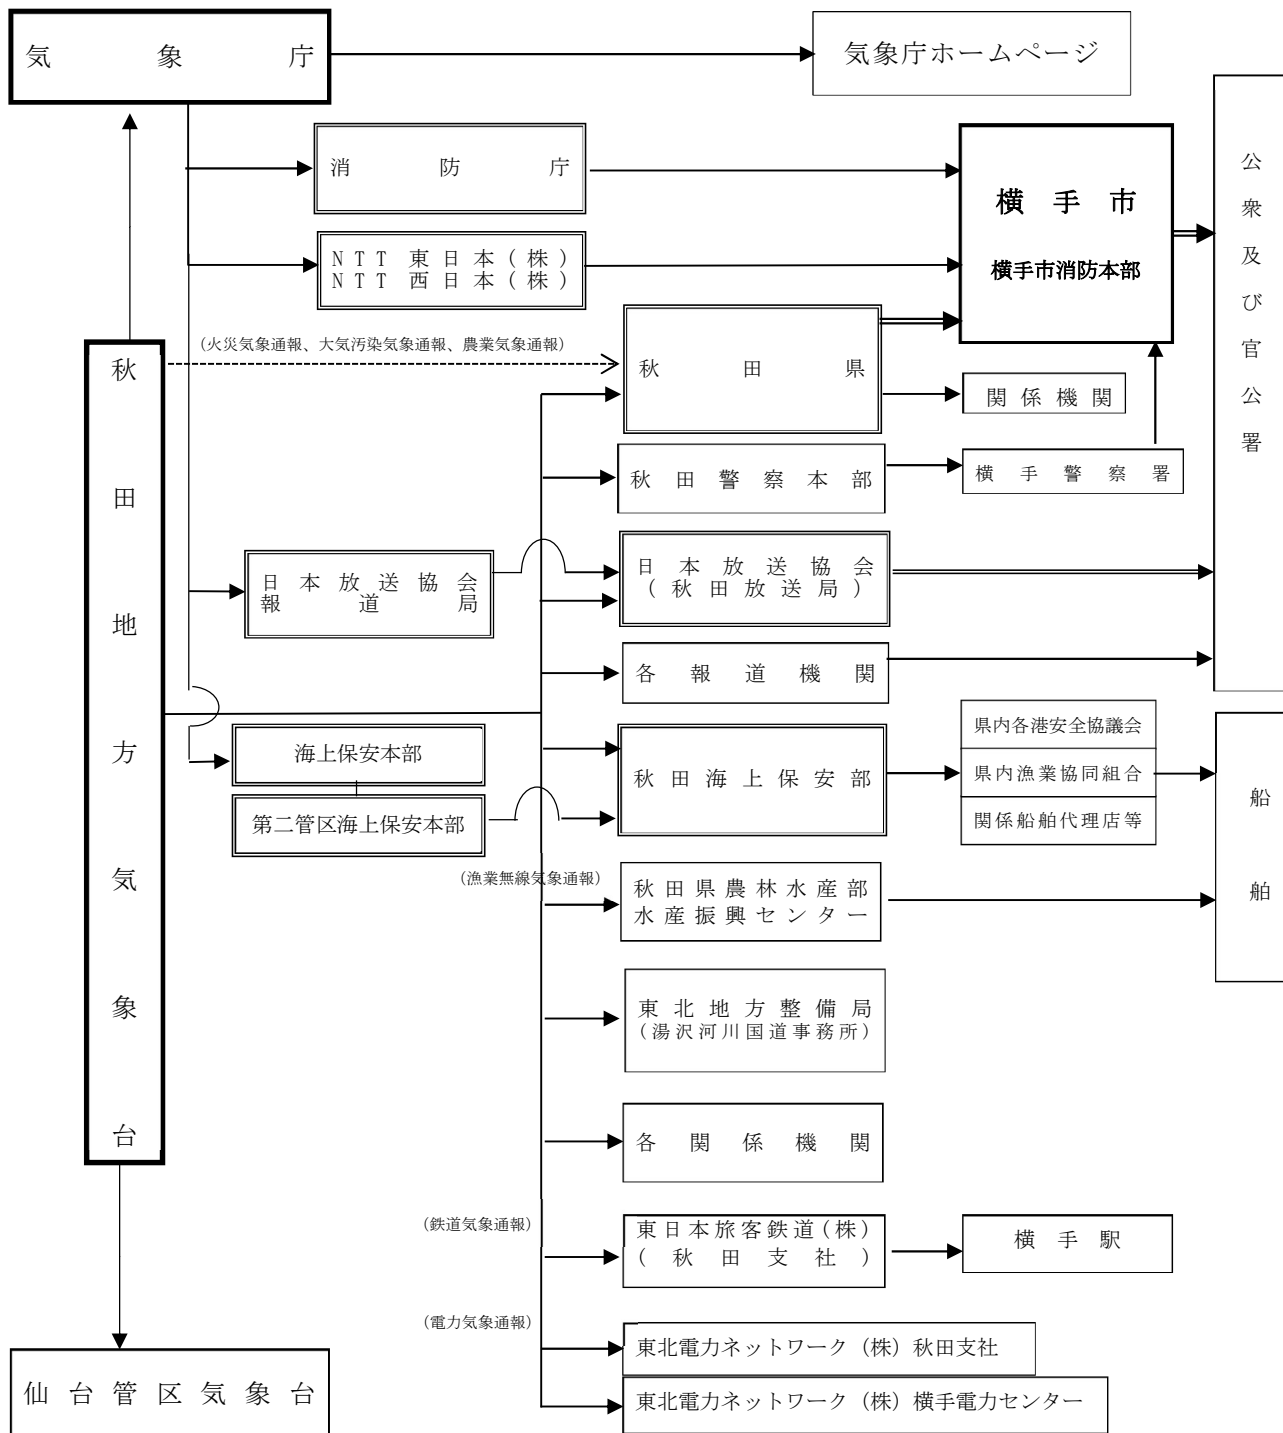 気象庁
気象庁ホームページ
消防庁
NTT 東日本(株)
NTT 西日本(株)
横手市
横手市消防本部
公衆及び官公署
(火災気象通報、大気汚染気象通報、農業気象通報)
秋田県
関係機関
秋田地方気象台
秋田警察本部
横手警察署
日本放送協会
報道局
日本放送協会
(秋田放送局)
各報道機関
海上保安本部
第二管区海上保安本部
秋田海上保安部
県内各港安全協議会
県内漁業協同組合
関係船舶代理店等
船舶
(漁業無線気象通報)
秋田県農林水産部
水産振興センター
東北地方整備局
(湯沢河川国道事務所)
各関係機関
(鉄道気象通報)
東日本旅客鉄道(株)
(秋田支社)
横手駅
(電力気象通報)
東北電力ネットワーク(株)秋田支社
東北電力ネットワーク(株)横手電力センター
仙台管区気象台